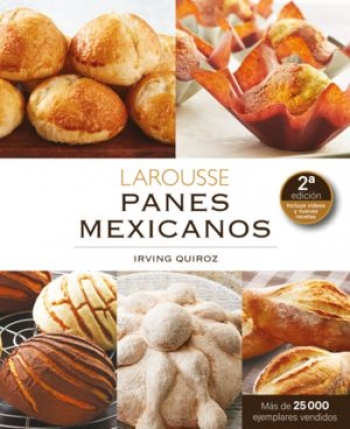 LAROUSSE
PANES
MEXICANOS
IRVING QUIROZ
2ª
edición
Incluye videos
y nuevas
recetas
Más de 25 000
ejemplares vendidos